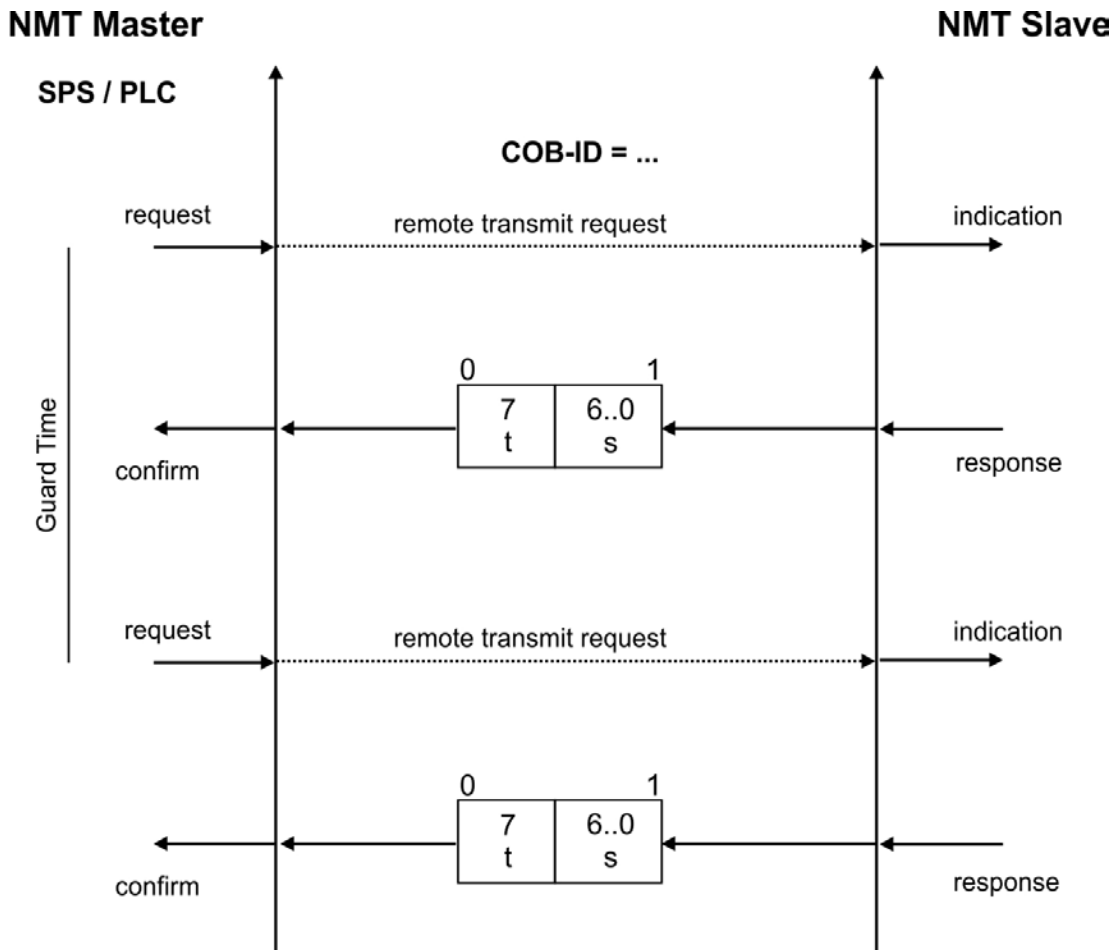 NMT Master
NMT Slave
SPS / PLC
COB-ID = ...
request
remote transmit request
indication
0 1
7 6..0
t s
confirm
response
Guard Time
request
remote transmit request
indication
0 1
7 6..0
t s
confirm
response